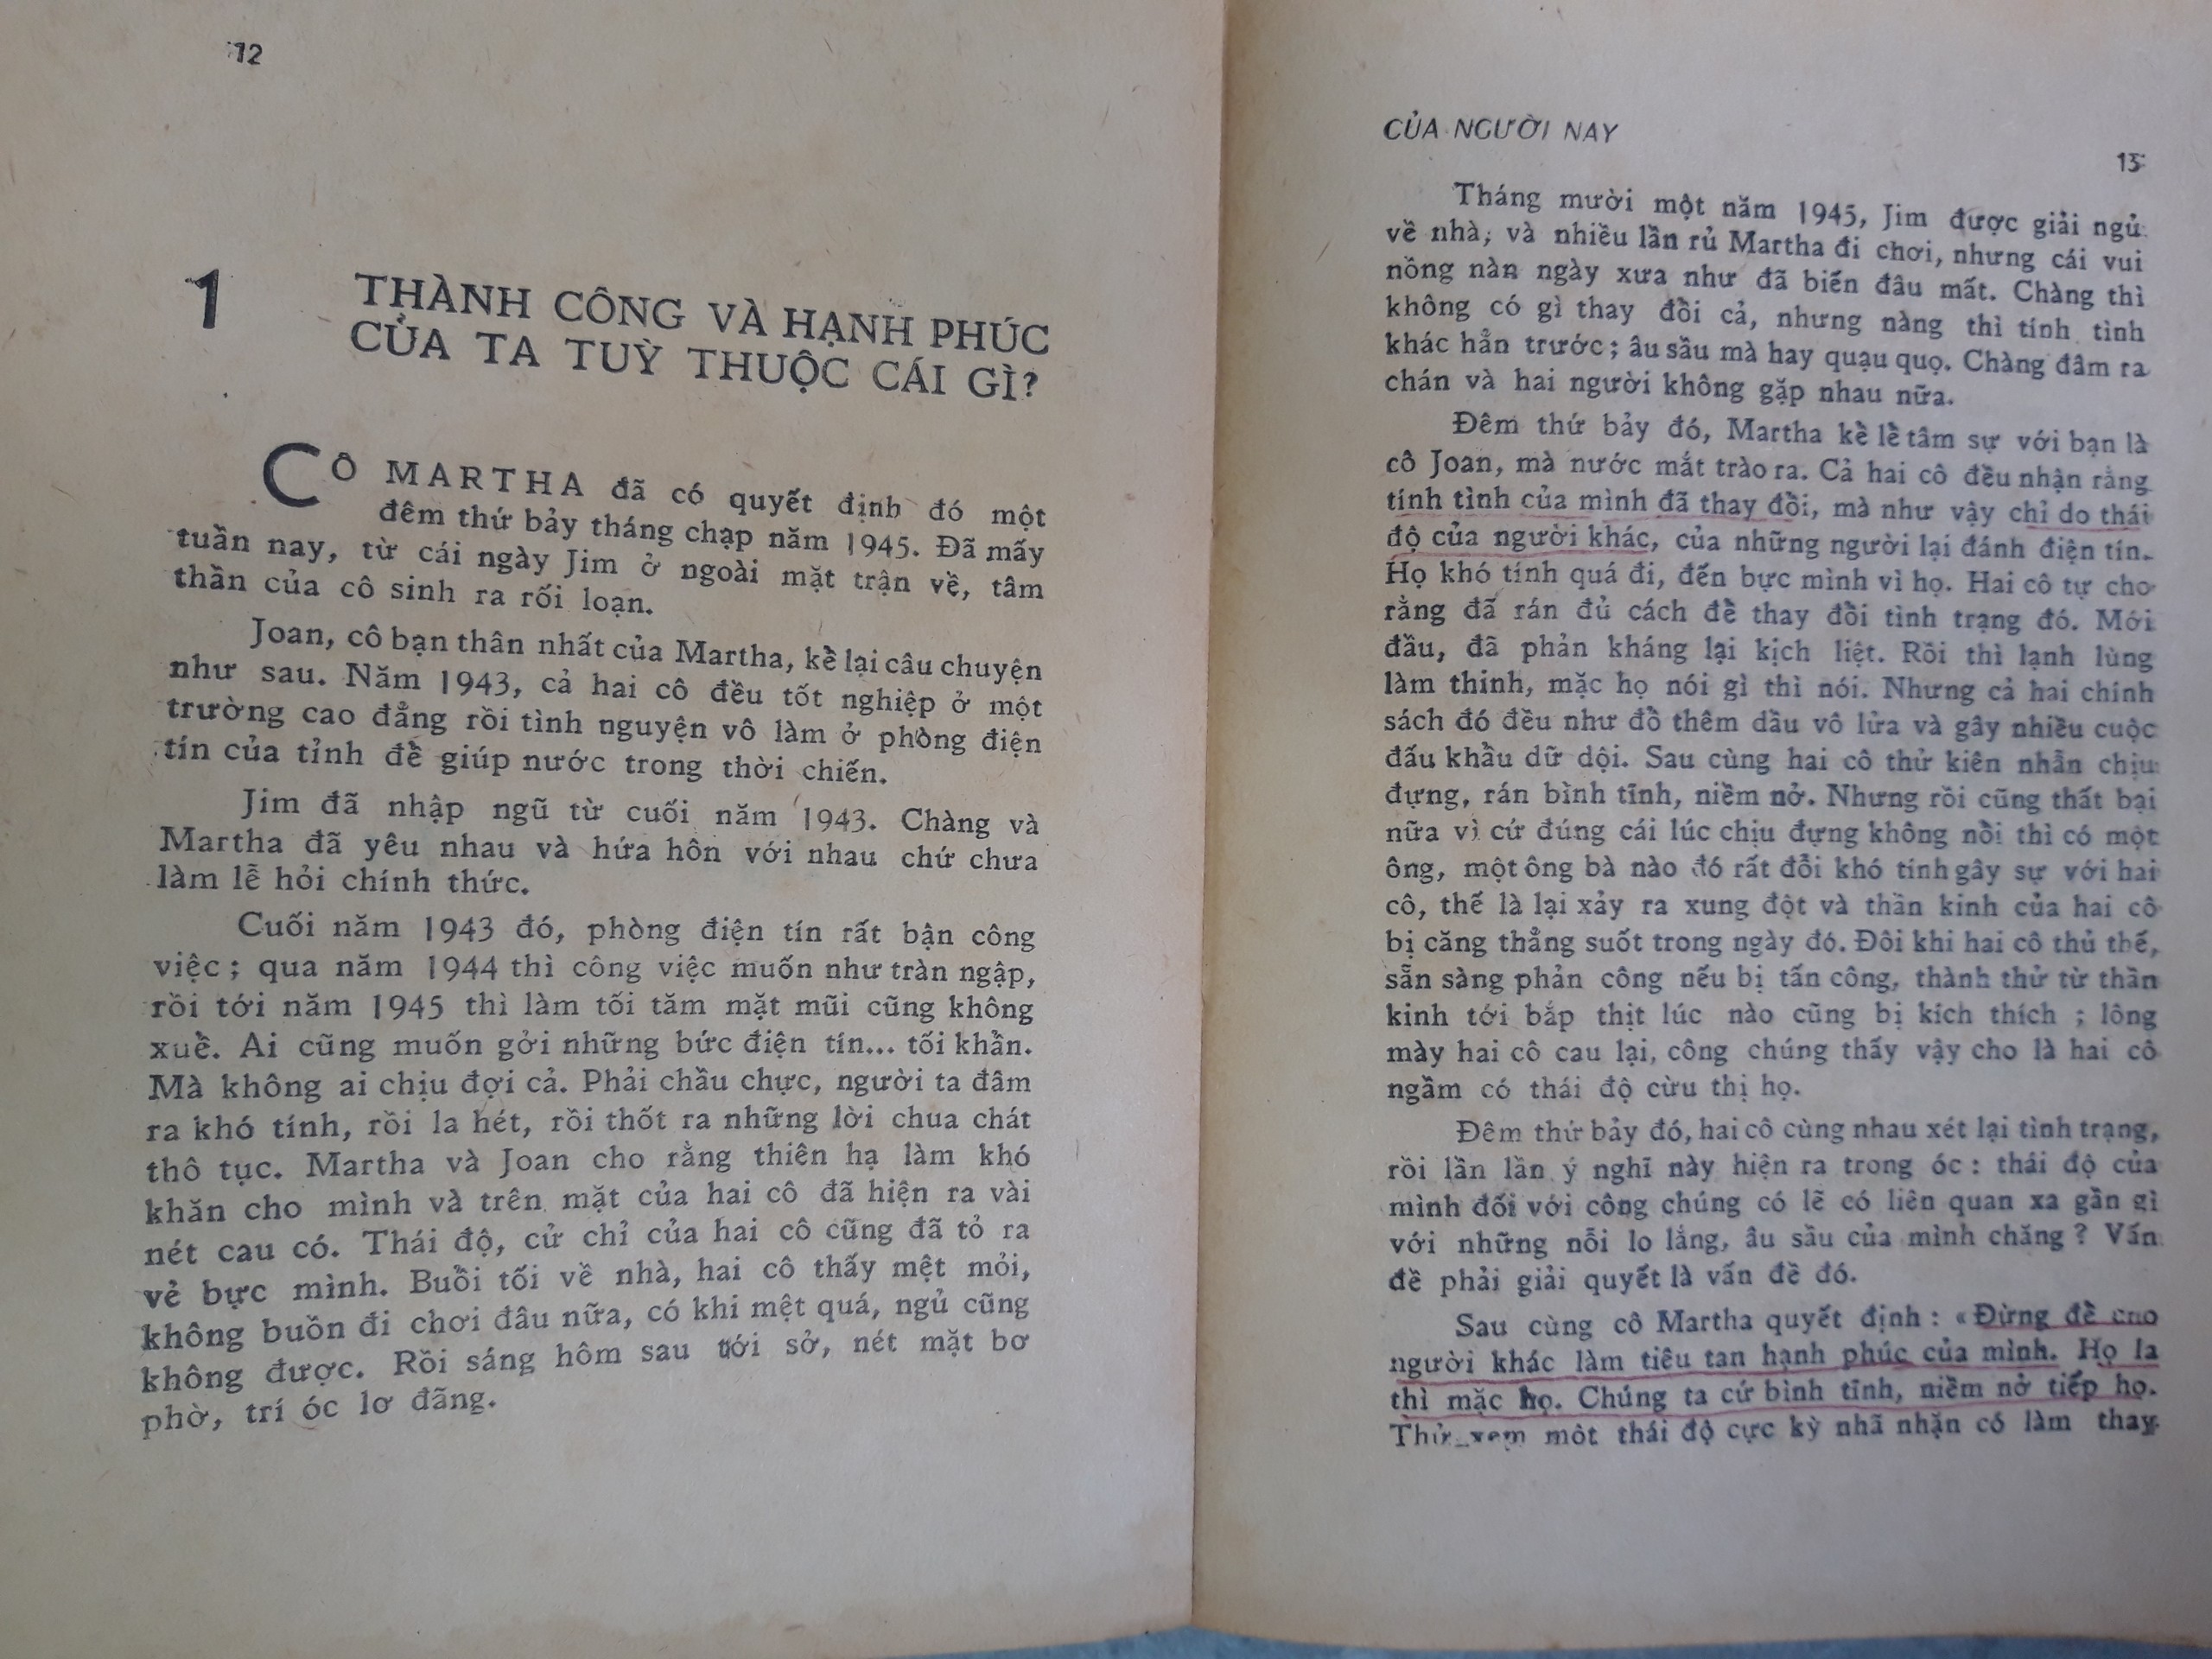 12
1
THÀNH CÔNG VÀ HẠNH PHÚC
CỦA TA TUỲ THUỘC CÁI GÌ?
CÔ MARTHA đã có quyết định đó một
đêm thứ bảy tháng chạp năm 1945. Đã mấy
tuần nay, từ cái ngày Jim ở ngoài mặt trận về, tâm
thần của cô sinh ra rối loạn.
Joan, cô bạn thân nhất của Martha, kể lại câu chuyện
như sau. Năm 1943, cả hai cô đều tốt nghiệp ở một
trường cao đẳng rồi tình nguyện vô làm ở phòng điện
tín của tỉnh để giúp nước trong thời chiến.
Jim đã nhập ngũ từ cuối năm 1943. Chàng và
Martha đã yêu nhau và hứa hôn với nhau chứ chưa
làm lễ hỏi chính thức.
Cuối năm 1943 đó, phòng điện tín rất bận công
việc ; qua năm 1944 thì công việc muốn như tràn ngập,
rồi tới năm 1945 thì làm tối tăm mặt mũi cũng không
xuể. Ai cũng muốn gởi những bức điện tín... tối khẩn.
Mà không ai chịu đợi cả. Phải chầu chực, người ta đâm
ra khó tính, rồi la hét, rồi thốt ra những lời chua chát
thô tục. Martha và Joan cho rằng thiên hạ làm khó
khăn cho mình và trên mặt của hai cô đã hiện ra vài
nét cau có. Thái độ, cử chỉ của hai cô cũng đã tỏ ra
vẻ bực mình. Buổi tối về nhà, hai cô thấy mệt mỏi,
không buồn đi chơi đâu nữa, có khi mệt quá, ngủ cũng
không được. Rồi sáng hôm sau tới sở, nét mặt bơ
phờ, trí óc lơ đãng.
CỦA NGƯỜI NAY
13
Tháng mười một năm 1945, Jim được giải ngủ
về nhà, và nhiều lần rủ Martha đi chơi, nhưng cái vui
nồng nàn ngày xưa như đã biến đâu mất. Chàng thì
không có gì thay đổi cả, nhưng nàng thì tính tình
khác hẳn trước ; âu sầu mà hay quạu quọ. Chàng đâm ra
chán và hai người không gặp nhau nữa.
Đêm thứ bảy đó, Martha kể lể tâm sự với bạn là
cô Joan, mà nước mắt trào ra. Cả hai cô đều nhận rằng
tính tình của mình đã thay đổi, mà như vậy chỉ do thái
độ của người khác, của những người lại đánh điện tín.
Họ khó tính quá đi, đến bực mình vì họ. Hai cô tự cho
rằng đã rán đủ cách để thay đổi tình trạng đó. Mới
đầu, đã phản kháng lại kịch liệt. Rồi thì lạnh lùng
làm thinh, mặc họ nói gì thì nói. Nhưng cả hai chính
sách đó đều như đổ thêm dầu vô lửa và gây nhiều cuộc
đấu khẩu dữ dội. Sau cùng hai cô thử kiên nhẫn chịu
đựng, rán bình tĩnh, niềm nở. Nhưng rồi cũng thất bại
nữa vì cứ đúng cái lúc chịu đựng không nổi thì có một
ông, một ông bà nào đó rất đỗi khó tính gây sự với hai
cô, thế là lại xảy ra xung đột và thần kinh của hai cô
bị căng thẳng suốt trong ngày đó. Đôi khi hai cô thủ thế,
sẵn sàng phản công nếu bị tấn công, thành thử từ thần
kinh tới bắp thịt lúc nào cũng bị kích thích ; lông
mày hai cô cau lại, công chúng thấy vậy cho là hai cô
ngầm có thái độ cừu thị họ.
Đêm thứ bảy đó, hai cô cùng nhau xét lại tình trạng,
rồi lần lần ý nghĩ này hiện ra trong óc : thái độ của
mình đối với công chúng có lẽ có liên quan xa gần gì
với những nỗi lo lắng, âu sầu của mình chăng ? Vấn
đề phải giải quyết là vấn đề đó.
Sau cùng cô Martha quyết định : « Đừng để cho
người khác làm tiêu tan hạnh phúc của mình. Họ la
thì mặc họ. Chúng ta cứ bình tĩnh, niềm nở tiếp họ.
Thử xem một thái độ cực kỳ nhã nhặn có làm thay